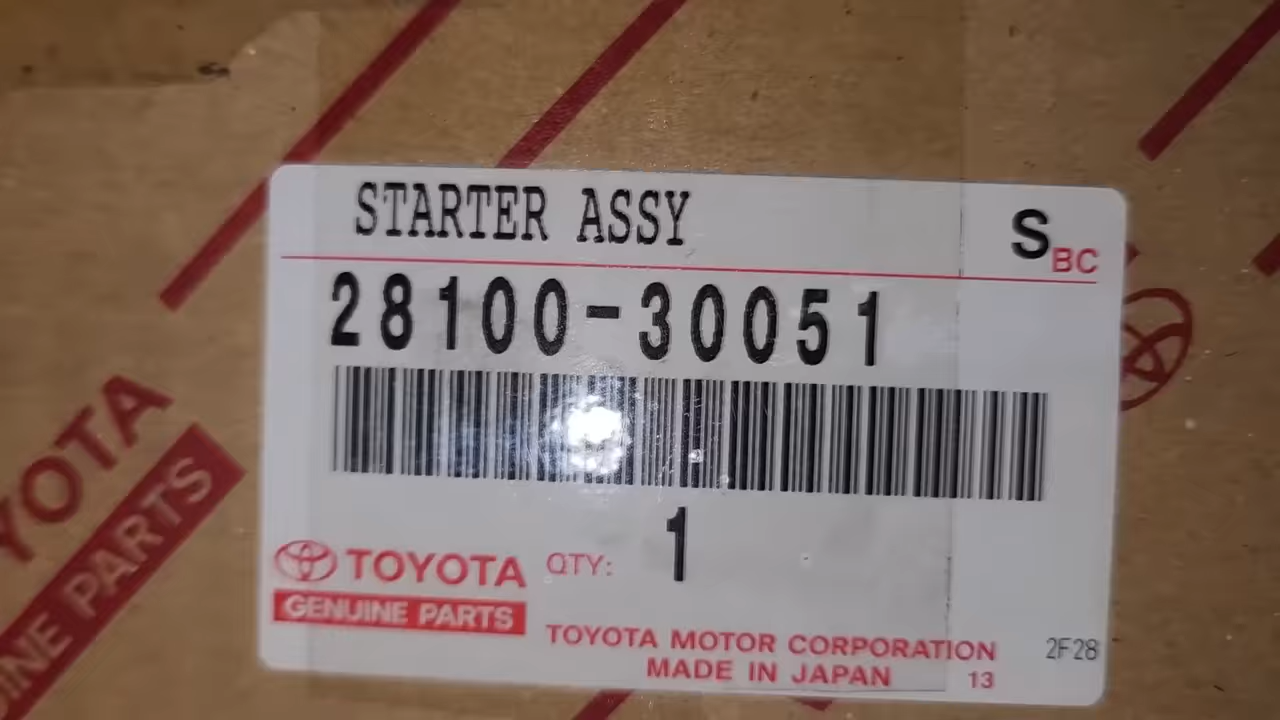 STARTER ASSY
S BC
28100-30051
QTY: 1
TOYOTA
GENUINE PARTS
TOYOTA MOTOR CORPORATION
MADE IN JAPAN 13
2F28
TOYOTA
GENUINE PARTS